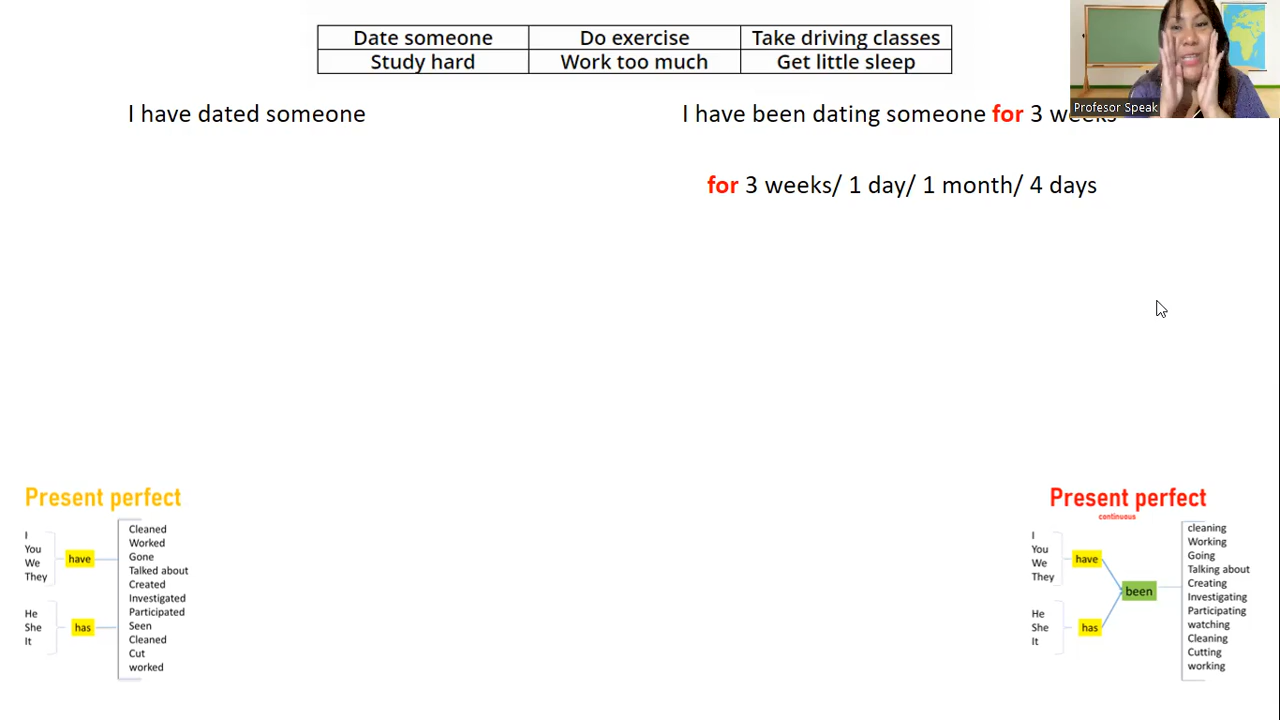 Date someone Do exercise Take driving classes
Study hard Work too much Get little sleep
Profesor Speak
I have dated someone
I have been dating someone for 3 weeks
for 3 weeks/ 1 day/ 1 month/ 4 days
Present perfect
I
You
We
They
have
He
She
It
has
Cleaned
Worked
Gone
Talked about
Created
Investigated
Participated
Seen
Cleaned
Cut
worked
Present perfect
continuous
I
You
We
They
have
He
She
It
has
been
cleaning
Working
Going
Talking about
Creating
Investigating
Participating
watching
Cleaning
Cutting
working